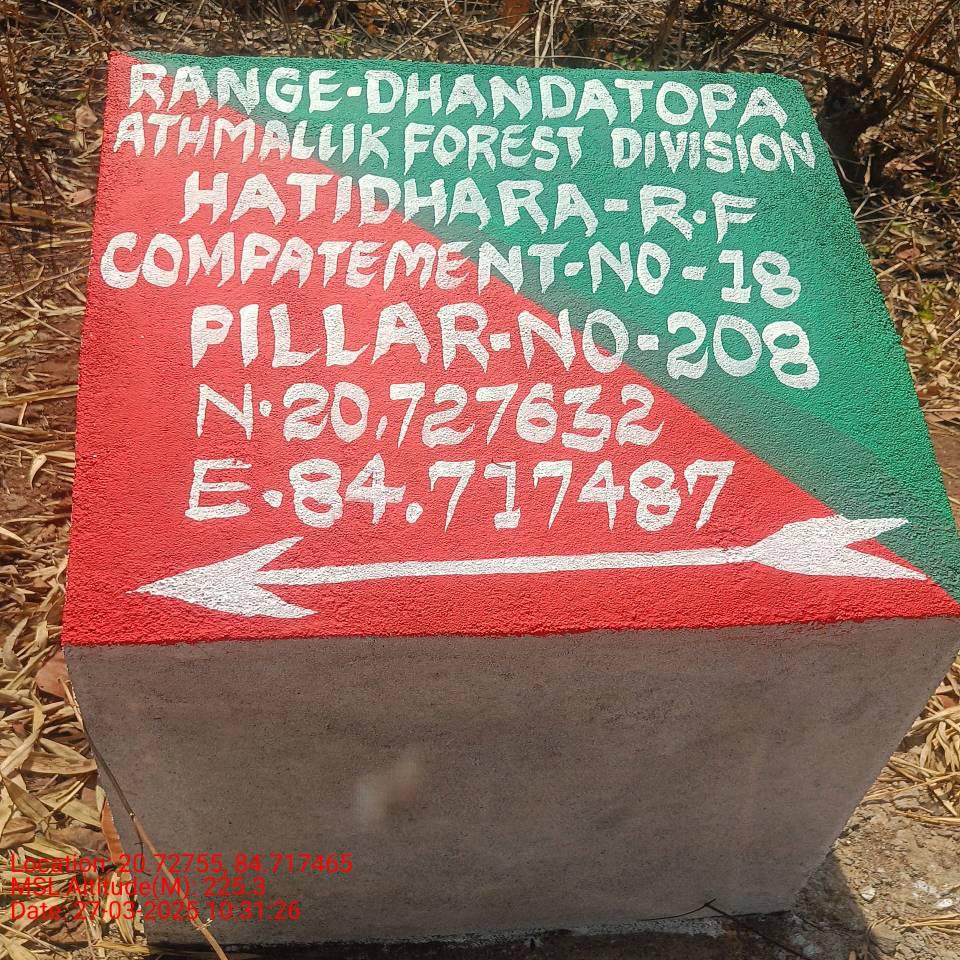 RANGE-DHANDATOPA
ATHMALLIK FOREST DIVISION
HATIDHARA-R.F
COMPATEMENT-NO-18
PILLAR-NO-208
N.20.727632
E.84.717487
Location: 20.72755, 84.717465
MSL Altitude(M): 225.3
Date: 27-03-2025 10:31:26